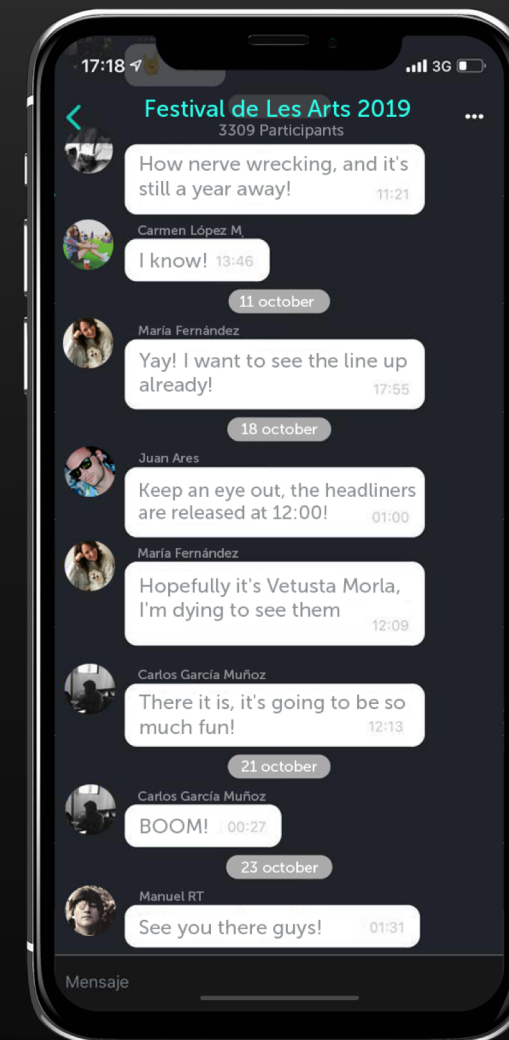 17:18
3G
Festival de Les Arts 2019
3309 Participants
How nerve wrecking, and it's
still a year away!
11:21
Carmen López M
I know! 13:46
11 october
María Fernández
Yay! I want to see the line up
already!
17:55
18 october
Juan Ares
Keep an eye out, the headliners
are released at 12:00!
01:00
María Fernández
Hopefully it's Vetusta Morla,
I'm dying to see them
12:09
Carlos García Muñoz
There it is, it's going to be so
much fun!
12:13
21 october
Carlos García Muñoz
BOOM! 00:27
23 october
Manuel RT
See you there guys! 01:31
Mensaje